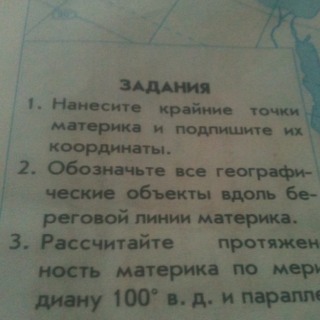 ЗАДАНИЯ
1. Нанесите крайние точки
материка и подпишите их
координаты.
2. Обозначьте все географи-
ческие объекты вдоль бе-
реговой линии материка.
3. Рассчитайте протяжен
ность материка по мери
диану 100° в. д. и паралле